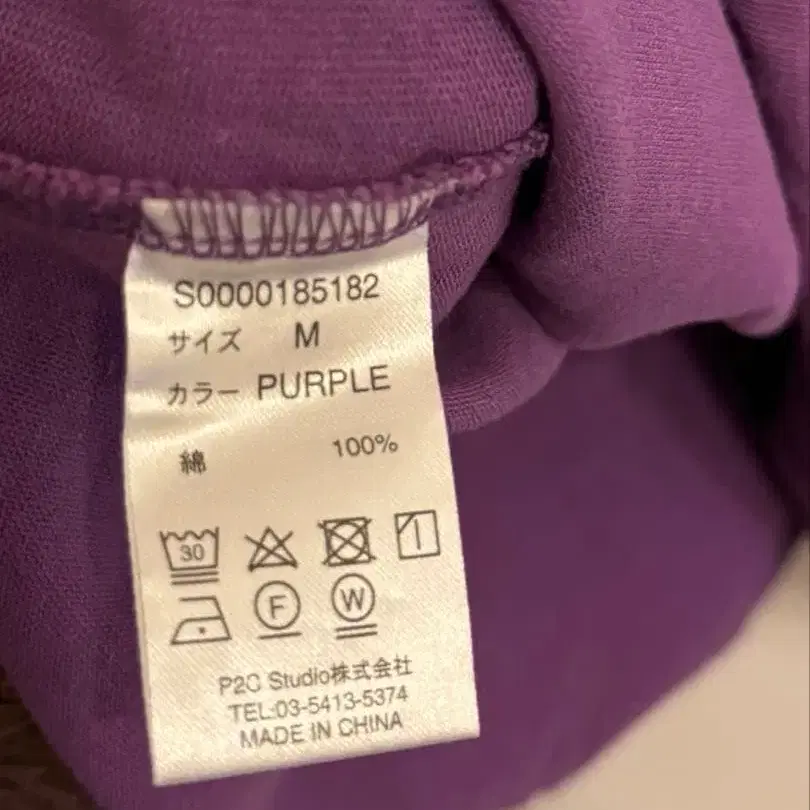 S0000185182
サイズ M
カラー PURPLE
綿 100%
30
F W
P2C Studio株式会社
TEL:03-5413-5374
MADE IN CHINA